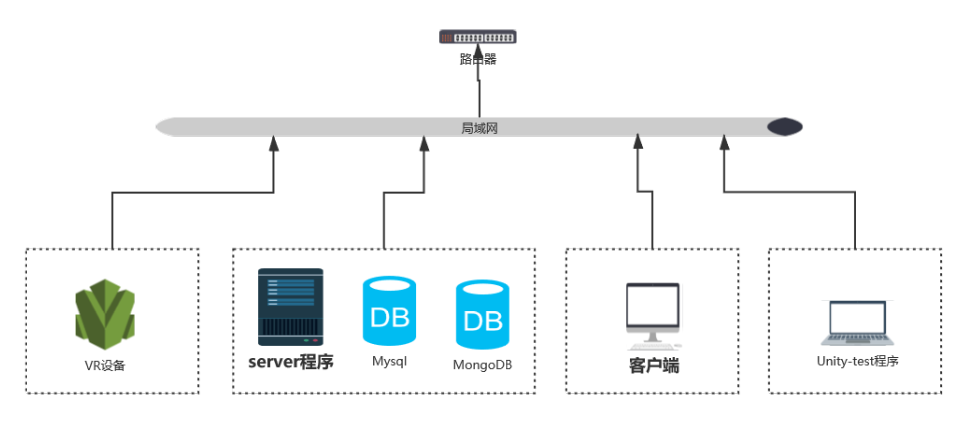 路由器
局域网
DB
DB
VR设备
server程序
Mysql
MongoDB
客户端
Unity-test程序